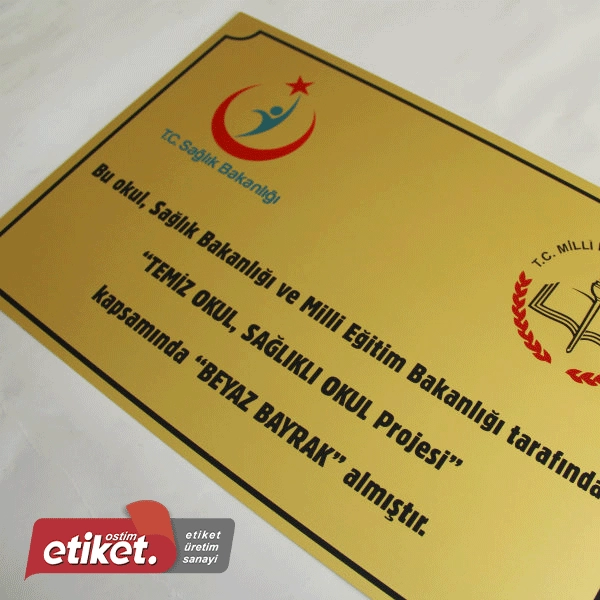 T.C. Sağlık Bakanlığı
T.C. MİLLİ
Bu okul, Sağlık Bakanlığı ve Milli Eğitim Bakanlığı tarafında
“TEMİZ OKUL, SAĞLIKLI OKUL Projesi”
kapsamında “BEYAZ BAYRAK” almıştır.
ostim
etiket.
etiket
üretim
sanayi